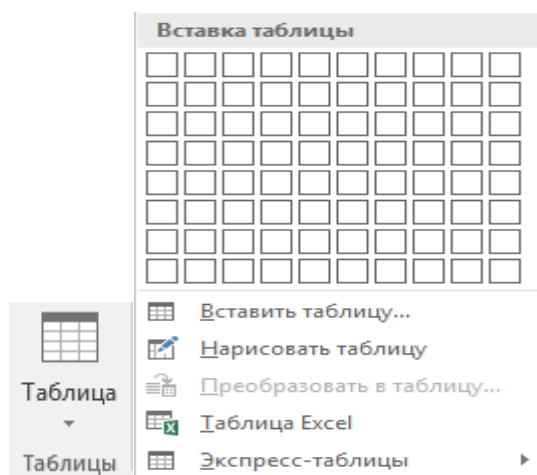 Вставка таблицы
Вставить таблицу...
Нарисовать таблицу
Преобразовать в таблицу...
Таблица Excel
Экспресс-таблицы
Таблица
Таблицы